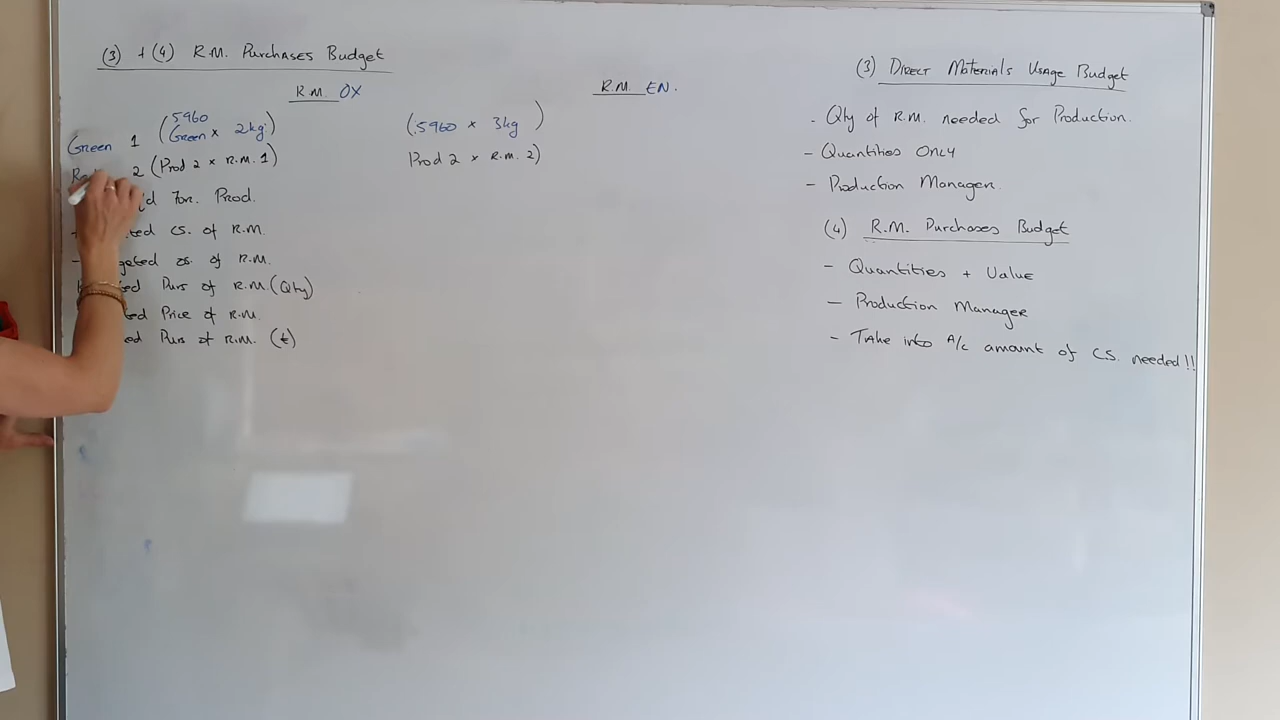 (3) + (4) R.M. Purchases Budget
R.M. OX
R.M. EN.
Green 1 (5960 Green x 2kg)
(5960 x 3kg )
2 (Prod 2 x R.M. 1)
Prod 2 x R.M. 2)
d For. Prod.
ted CS. of R.M.
geted os. of R.M.
ed Purs of R.M. (Qty)
ted Price of R.M.
ed Purs of R.M. (€)
(3) Direct Materials Usage Budget
- Qty of R.M. needed for Production.
- Quantities ONLY
- Production Manager.
(4) R.M. Purchases Budget
- Quantities + Value
- Production Manager
- Take into A/c amount of C.S. needed!!